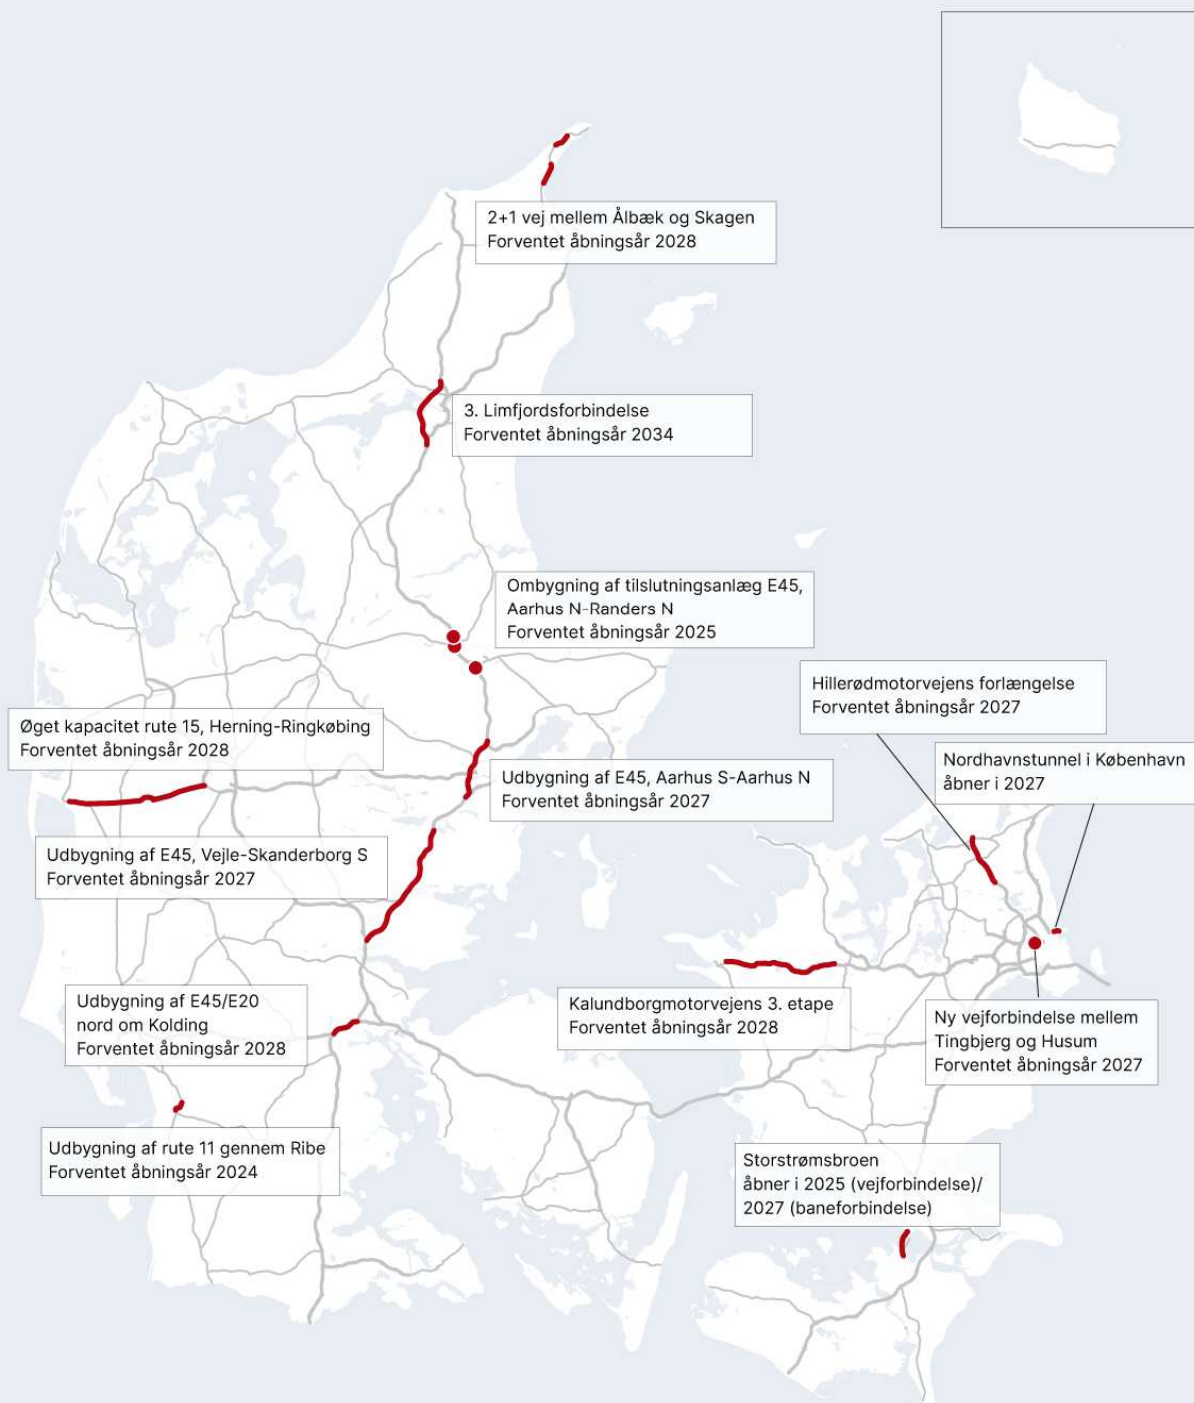 2+1 vej mellem Ålbæk og Skagen
Forventet åbningsår 2028
3. Limfjordsforbindelse
Forventet åbningsår 2034
Ombygning af tilslutningsanlæg E45,
Aarhus N-Randers N
Forventet åbningsår 2025
Hillerødmotorvejens forlængelse
Forventet åbningsår 2027
Øget kapacitet rute 15, Herning-Ringkøbing
Forventet åbningsår 2028
Nordhavnstunnel i København
åbner i 2027
Udbygning af E45, Aarhus S-Aarhus N
Forventet åbningsår 2027
Udbygning af E45, Vejle-Skanderborg S
Forventet åbningsår 2027
Udbygning af E45/E20
nord om Kolding
Forventet åbningsår 2028
Kalundborgmotorvejens 3. etape
Forventet åbningsår 2028
Ny vejforbindelse mellem
Tingbjerg og Husum
Forventet åbningsår 2027
Udbygning af rute 11 gennem Ribe
Forventet åbningsår 2024
Storstrømsbroen
åbner i 2025 (vejforbindelse)/
2027 (baneforbindelse)